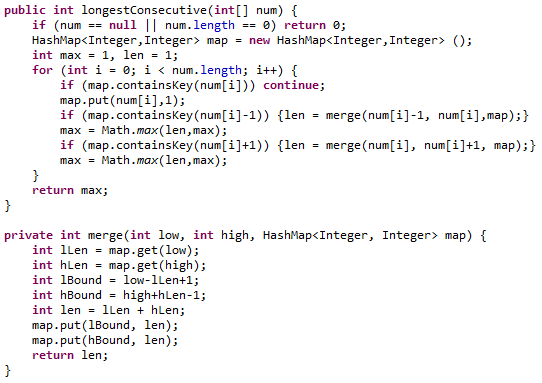 public int longestConsecutive(int[] num) {
    if (num == null || num.length == 0) return 0;
    HashMap<Integer,Integer> map = new HashMap<Integer,Integer> ();
    int max = 1, len = 1;
    for (int i = 0; i < num.length; i++) {
        if (map.containsKey(num[i])) continue;
        map.put(num[i],1);
        if (map.containsKey(num[i]-1)) {len = merge(num[i]-1, num[i],map);}
        max = Math.max(len,max);
        if (map.containsKey(num[i]+1)) {len = merge(num[i], num[i]+1, map);}
        max = Math.max(len,max);
    }
    return max;
}

private int merge(int low, int high, HashMap<Integer, Integer> map) {
    int lLen = map.get(low);
    int hLen = map.get(high);
    int lBound = low-lLen+1;
    int hBound = high+hLen-1;
    int len = lLen + hLen;
    map.put(lBound, len);
    map.put(hBound, len);
    return len;
}